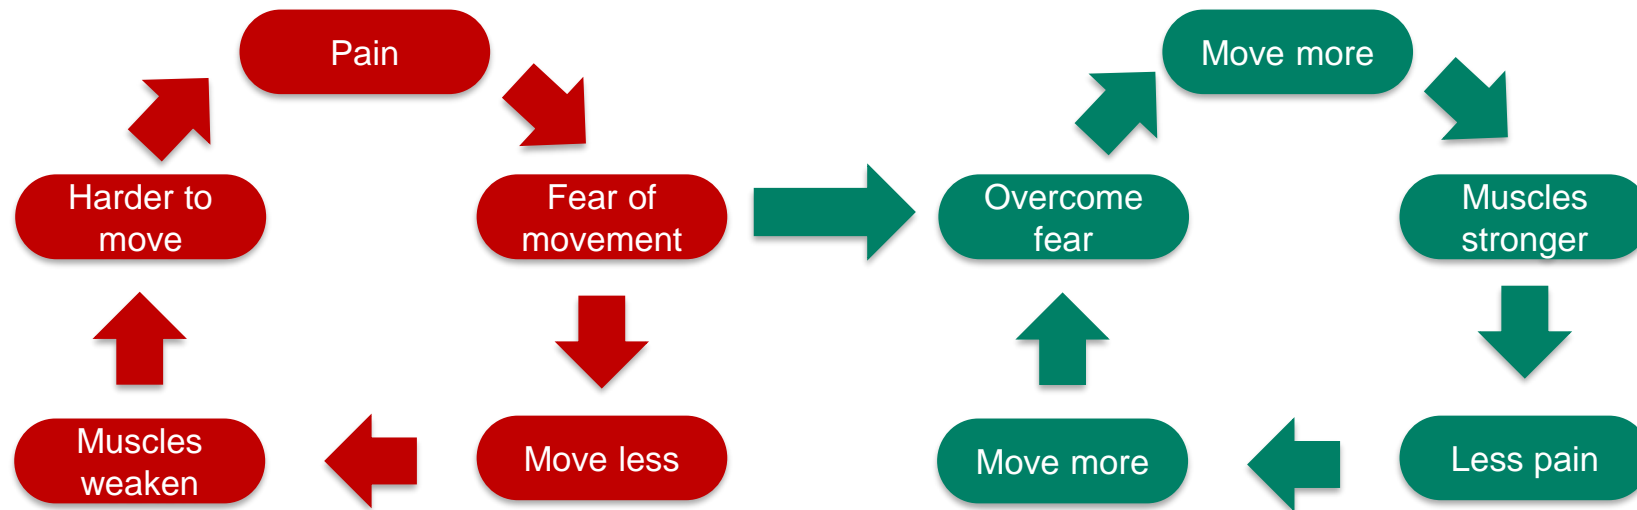 Pain
Fear of
movement
Move less
Muscles
weaken
Harder to
move
Move more
Muscles
stronger
Less pain
Move more
Overcome
fear